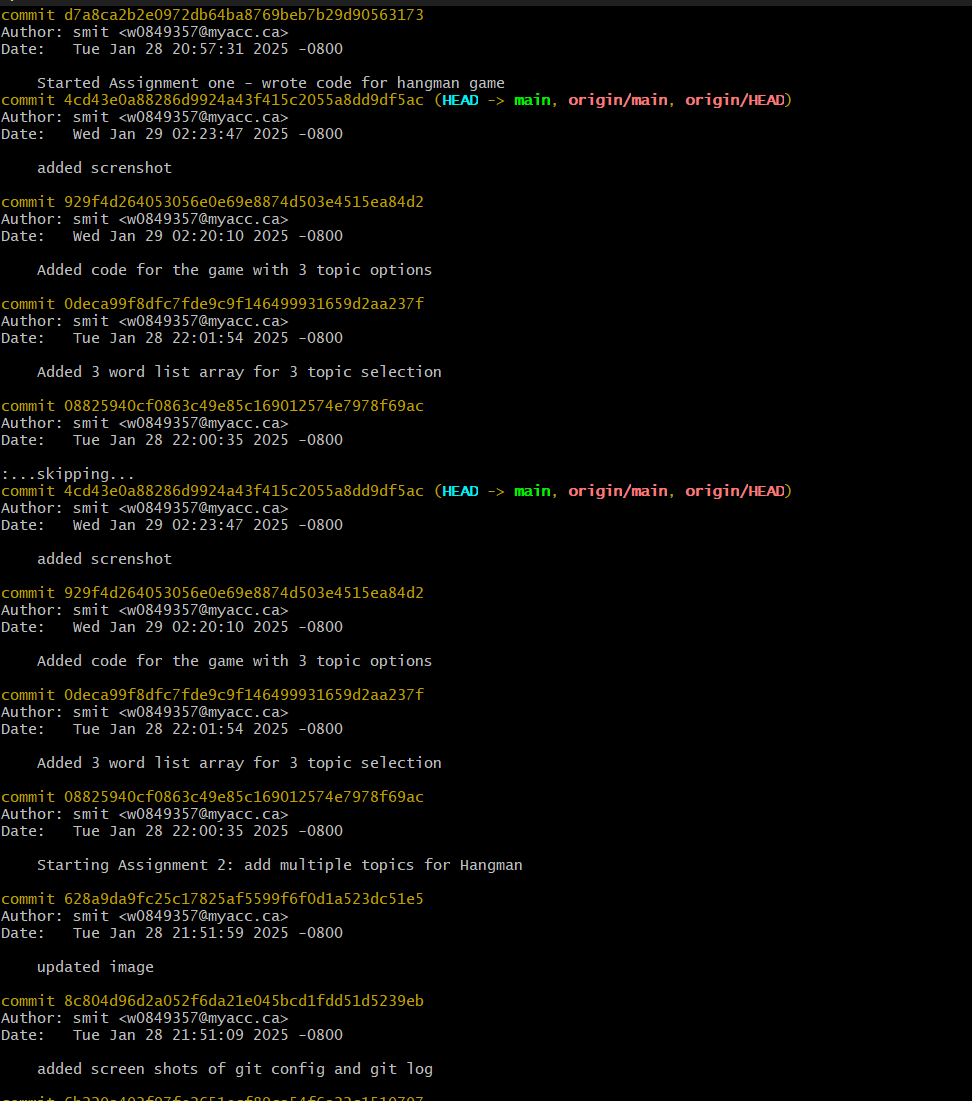 commit d7a8ca2b2e0972db64ba8769beb7b29d90563173
Author: smit <w0849357@myacc.ca>
Date:   Tue Jan 28 20:57:31 2025 -0800
    Started Assignment one - wrote code for hangman game
commit 4cd43e0a88286d9924a43f415c2055a8dd9df5ac (HEAD -> main, origin/main, origin/HEAD)
Author: smit <w0849357@myacc.ca>
Date:   Wed Jan 29 02:23:47 2025 -0800
    added screnshot
commit 929f4d264053056e0e69e8874d503e4515ea84d2
Author: smit <w0849357@myacc.ca>
Date:   Wed Jan 29 02:20:10 2025 -0800
    Added code for the game with 3 topic options
commit 0deca99f8dfc7fde9c9f146499931659d2aa237f
Author: smit <w0849357@myacc.ca>
Date:   Tue Jan 28 22:01:54 2025 -0800
    Added 3 word list array for 3 topic selection
commit 08825940cf0863c49e85c169012574e7978f69ac
Author: smit <w0849357@myacc.ca>
Date:   Tue Jan 28 22:00:35 2025 -0800
:...skipping...
commit 4cd43e0a88286d9924a43f415c2055a8dd9df5ac (HEAD -> main, origin/main, origin/HEAD)
Author: smit <w0849357@myacc.ca>
Date:   Wed Jan 29 02:23:47 2025 -0800
    added screnshot
commit 929f4d264053056e0e69e8874d503e4515ea84d2
Author: smit <w0849357@myacc.ca>
Date:   Wed Jan 29 02:20:10 2025 -0800
    Added code for the game with 3 topic options
commit 0deca99f8dfc7fde9c9f146499931659d2aa237f
Author: smit <w0849357@myacc.ca>
Date:   Tue Jan 28 22:01:54 2025 -0800
    Added 3 word list array for 3 topic selection
commit 08825940cf0863c49e85c169012574e7978f69ac
Author: smit <w0849357@myacc.ca>
Date:   Tue Jan 28 22:00:35 2025 -0800
    Starting Assignment 2: add multiple topics for Hangman
commit 628a9da9fc25c17825af5599f6f0d1a523dc51e5
Author: smit <w0849357@myacc.ca>
Date:   Tue Jan 28 21:51:59 2025 -0800
    updated image
commit 8c804d96d2a052f6da21e045bcd1fdd51d5239eb
Author: smit <w0849357@myacc.ca>
Date:   Tue Jan 28 21:51:09 2025 -0800
    added screen shots of git config and git log
commit